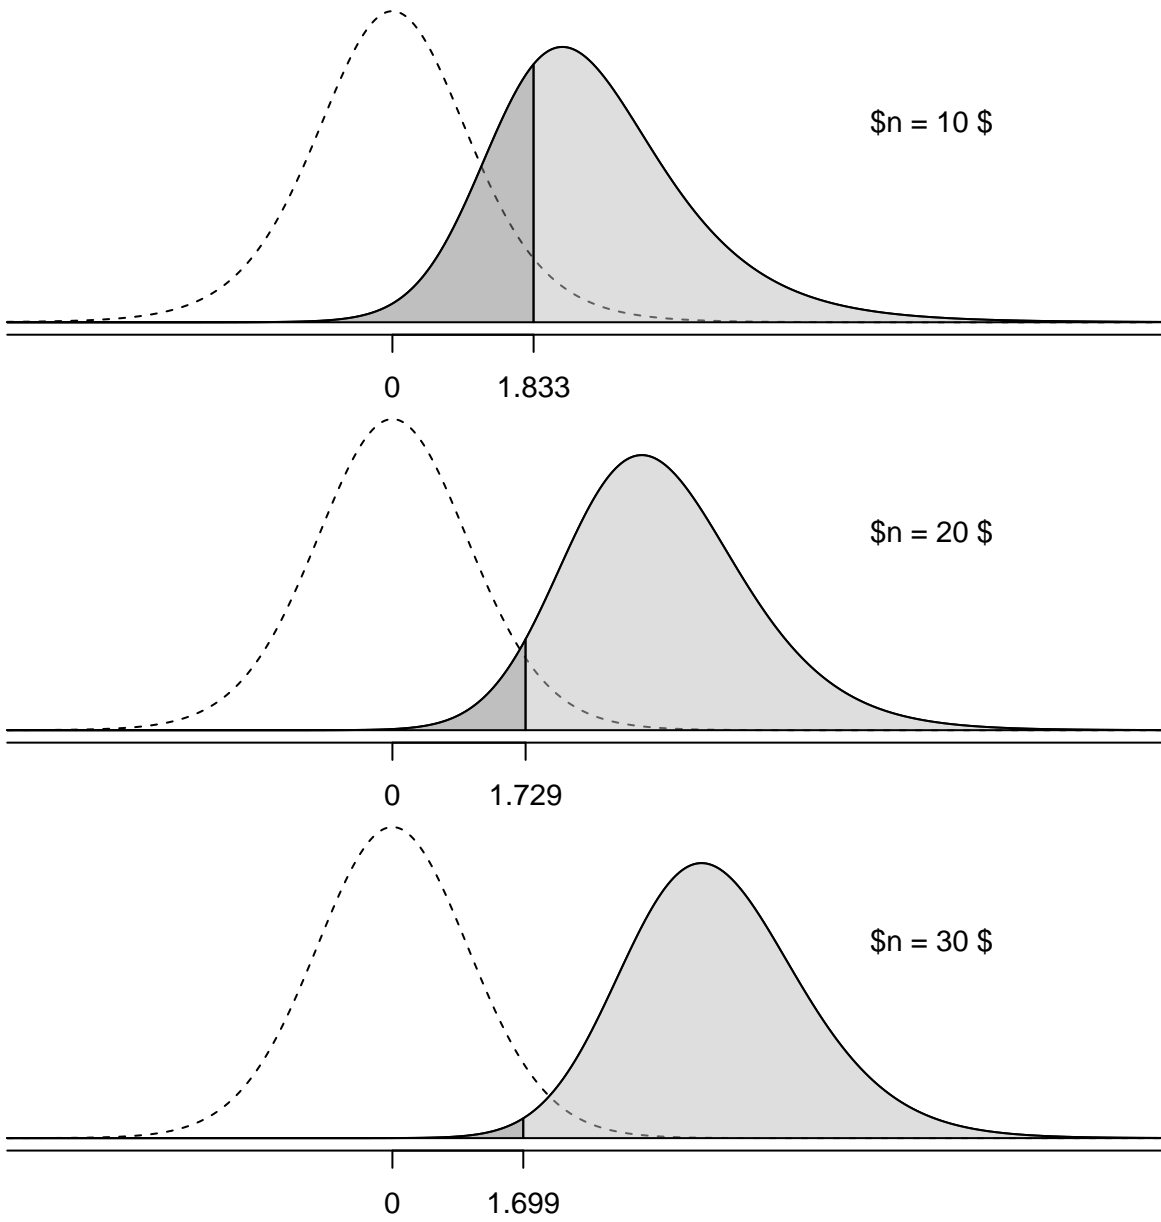 $n = 10 $
0 1.833
$n = 20 $
0 1.729
$n = 30 $
0 1.699